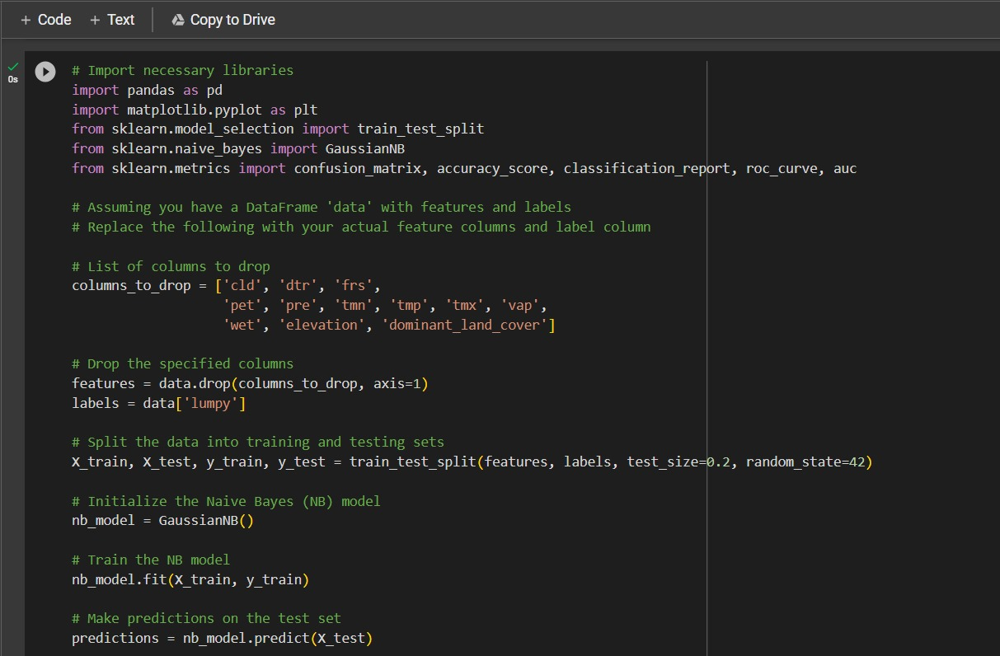 + Code + Text Copy to Drive
0s
# Import necessary libraries
import pandas as pd
import matplotlib.pyplot as plt
from sklearn.model_selection import train_test_split
from sklearn.naive_bayes import GaussianNB
from sklearn.metrics import confusion_matrix, accuracy_score, classification_report, roc_curve, auc
# Assuming you have a DataFrame 'data' with features and labels
# Replace the following with your actual feature columns and label column
# List of columns to drop
columns_to_drop = ['cld', 'dtr', 'frs',
'pet', 'pre', 'tmn', 'tmp', 'tmx', 'vap',
'wet', 'elevation', 'dominant_land_cover']
# Drop the specified columns
features = data.drop(columns_to_drop, axis=1)
labels = data['lumpy']
# Split the data into training and testing sets
X_train, X_test, y_train, y_test = train_test_split(features, labels, test_size=0.2, random_state=42)
# Initialize the Naive Bayes (NB) model
nb_model = GaussianNB()
# Train the NB model
nb_model.fit(X_train, y_train)
# Make predictions on the test set
predictions = nb_model.predict(X_test)